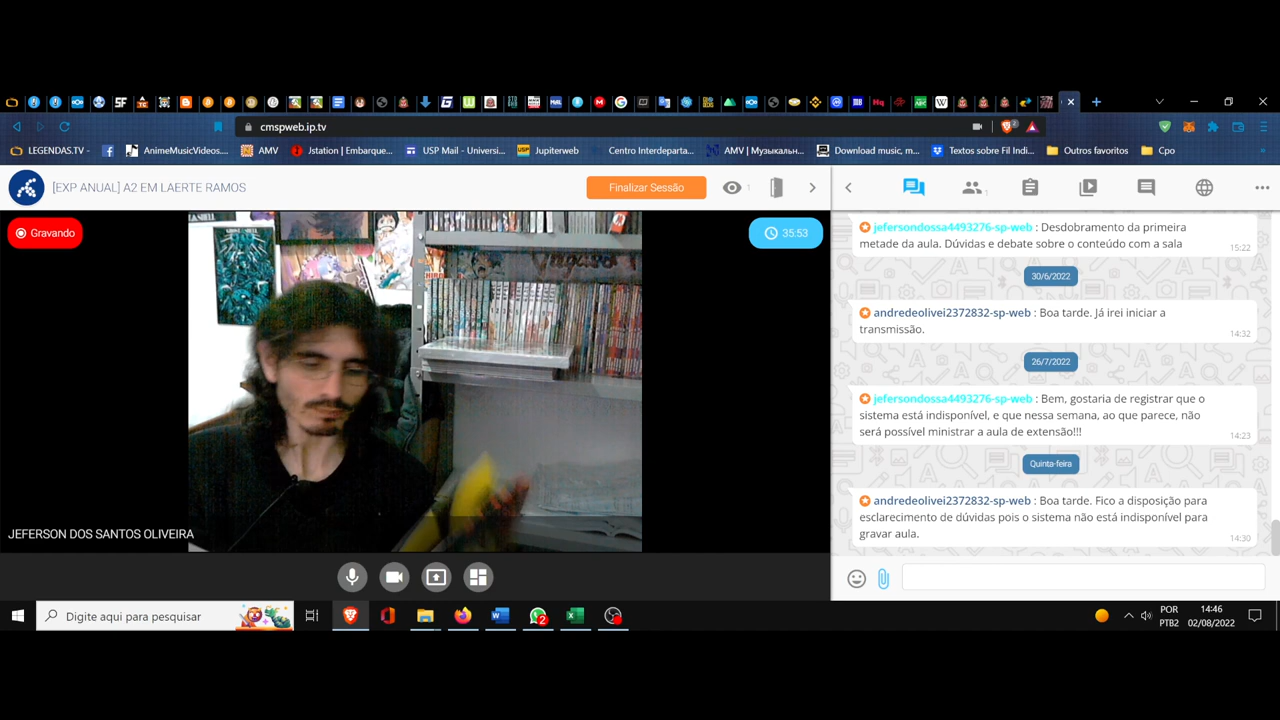 cmspweb.ip.tv
LEGENDAS.TV -
AnimeMusicVideos...
AMV
Jstation | Embarque...
USP Mail - Universi...
Jupiterweb
Centro Interdeparta...
AMV | Музыкальн...
Download music, m...
Textos sobre Fil Indi...
Outros favoritos
Cpo
[EXP ANUAL] A2 EM LAERTE RAMOS
Finalizar Sessão
1
1
Gravando
35:53
JEFERSON DOS SANTOS OLIVEIRA
jefersondossa4493276-sp-web : Desdobramento da primeira
metade da aula. Dúvidas e debate sobre o conteúdo com a sala
15:22
30/6/2022
andredeolivei2372832-sp-web : Boa tarde. Já irei iniciar a
transmissão.
14:32
26/7/2022
jefersondossa4493276-sp-web : Bem, gostaria de registrar que o
sistema está indisponível, e que nessa semana, ao que parece, não
será possível ministrar a aula de extensão!!!
14:23
Quinta-feira
andredeolivei2372832-sp-web : Boa tarde. Fico a disposição para
esclarecimento de dúvidas pois o sistema não está indisponível para
gravar aula.
14:30
Digite aqui para pesquisar
2
POR
PTB2
14:46
02/08/2022